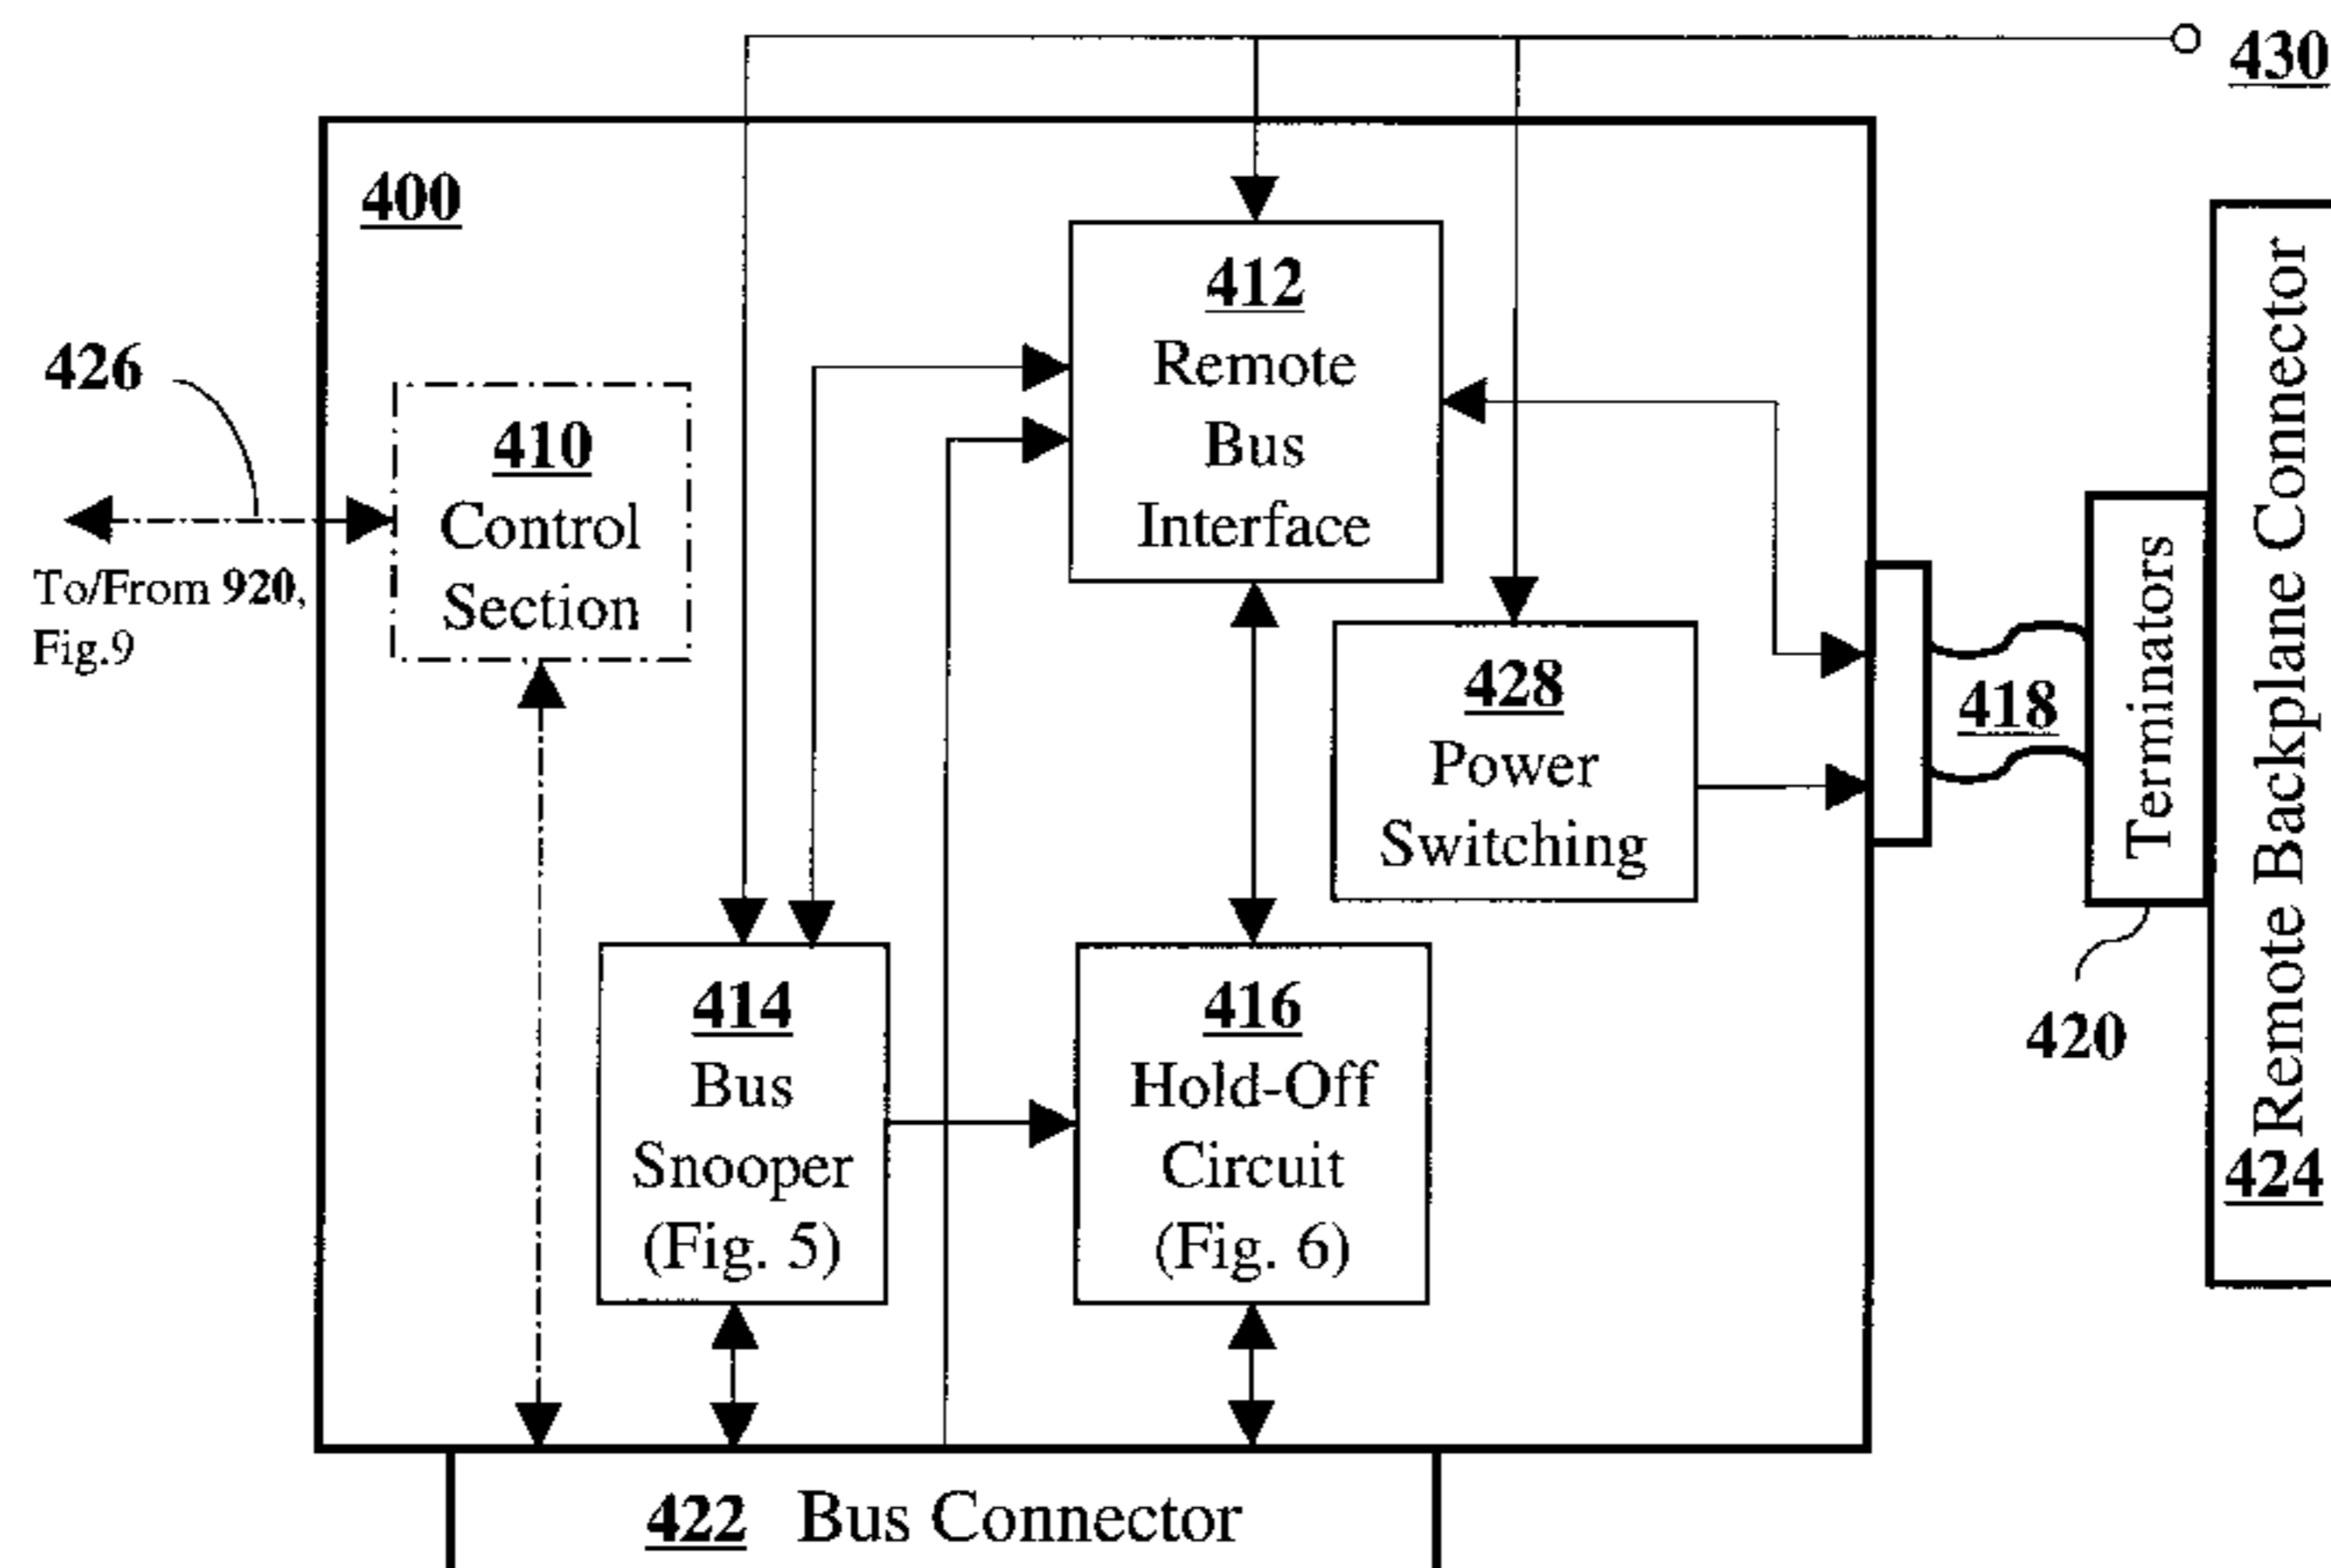 430
400
412
Remote
Bus
Interface
426
410
Control
Section
To/From 920,
Fig.9
428
Power
Switching
418
Terminators
Remote Backplane Connector
424
420
414
Bus
Snooper
(Fig. 5)
416
Hold-Off
Circuit
(Fig. 6)
422 Bus Connector